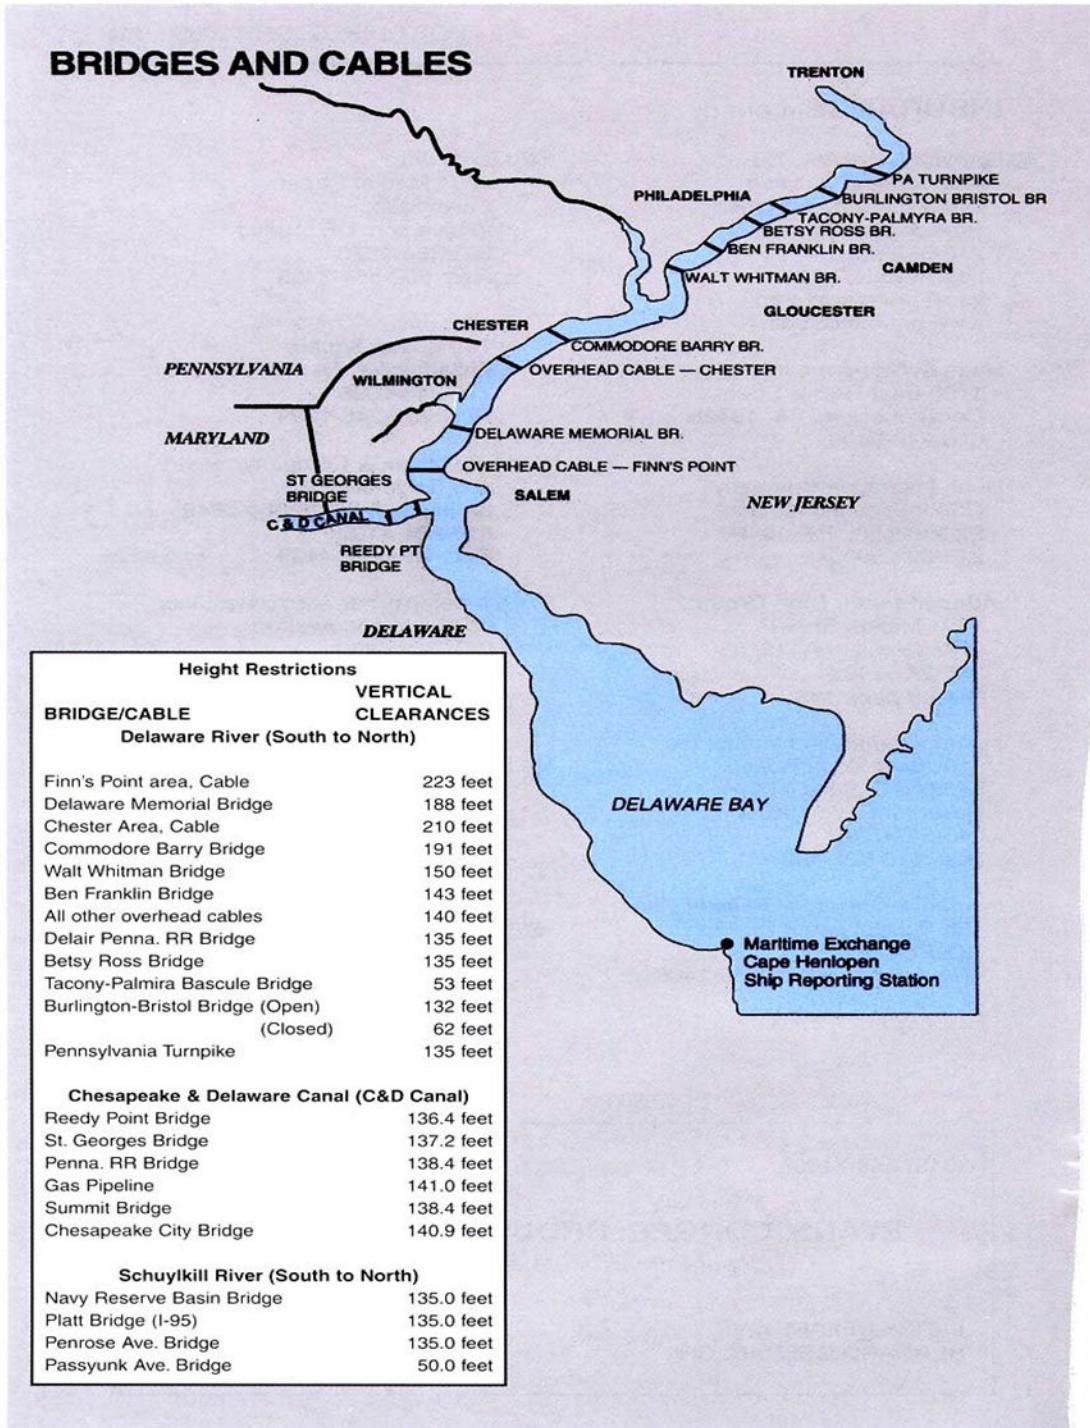 BRIDGES AND CABLES
TRENTON
PA TURNPIKE
PHILADELPHIA
BURLINGTON BRISTOL BR
TACONY-PALMYRA BR.
BETSY ROSS BR.
BEN FRANKLIN BR.
CAMDEN
WALT WHITMAN BR.
GLOUCESTER
CHESTER
COMMODORE BARRY BR.
PENNSYLVANIA
OVERHEAD CABLE — CHESTER
WILMINGTON
MARYLAND
DELAWARE MEMORIAL BR.
OVERHEAD CABLE — FINN'S POINT
ST GEORGES
BRIDGE
SALEM
NEW JERSEY
C & D CANAL
REEDY PT
BRIDGE
DELAWARE
DELAWARE BAY
Maritime Exchange
Cape Henlopen
Ship Reporting Station
Height Restrictions
VERTICAL
BRIDGE/CABLE CLEARANCES
Delaware River (South to North)
Finn's Point area, Cable 223 feet
Delaware Memorial Bridge 188 feet
Chester Area, Cable 210 feet
Commodore Barry Bridge 191 feet
Walt Whitman Bridge 150 feet
Ben Franklin Bridge 143 feet
All other overhead cables 140 feet
Delair Penna. RR Bridge 135 feet
Betsy Ross Bridge 135 feet
Tacony-Palmira Bascule Bridge 53 feet
Burlington-Bristol Bridge (Open) 132 feet
(Closed) 62 feet
Pennsylvania Turnpike 135 feet
Chesapeake & Delaware Canal (C&D Canal)
Reedy Point Bridge 136.4 feet
St. Georges Bridge 137.2 feet
Penna. RR Bridge 138.4 feet
Gas Pipeline 141.0 feet
Summit Bridge 138.4 feet
Chesapeake City Bridge 140.9 feet
Schuylkill River (South to North)
Navy Reserve Basin Bridge 135.0 feet
Platt Bridge (I-95) 135.0 feet
Penrose Ave. Bridge 135.0 feet
Passyunk Ave. Bridge 50.0 feet